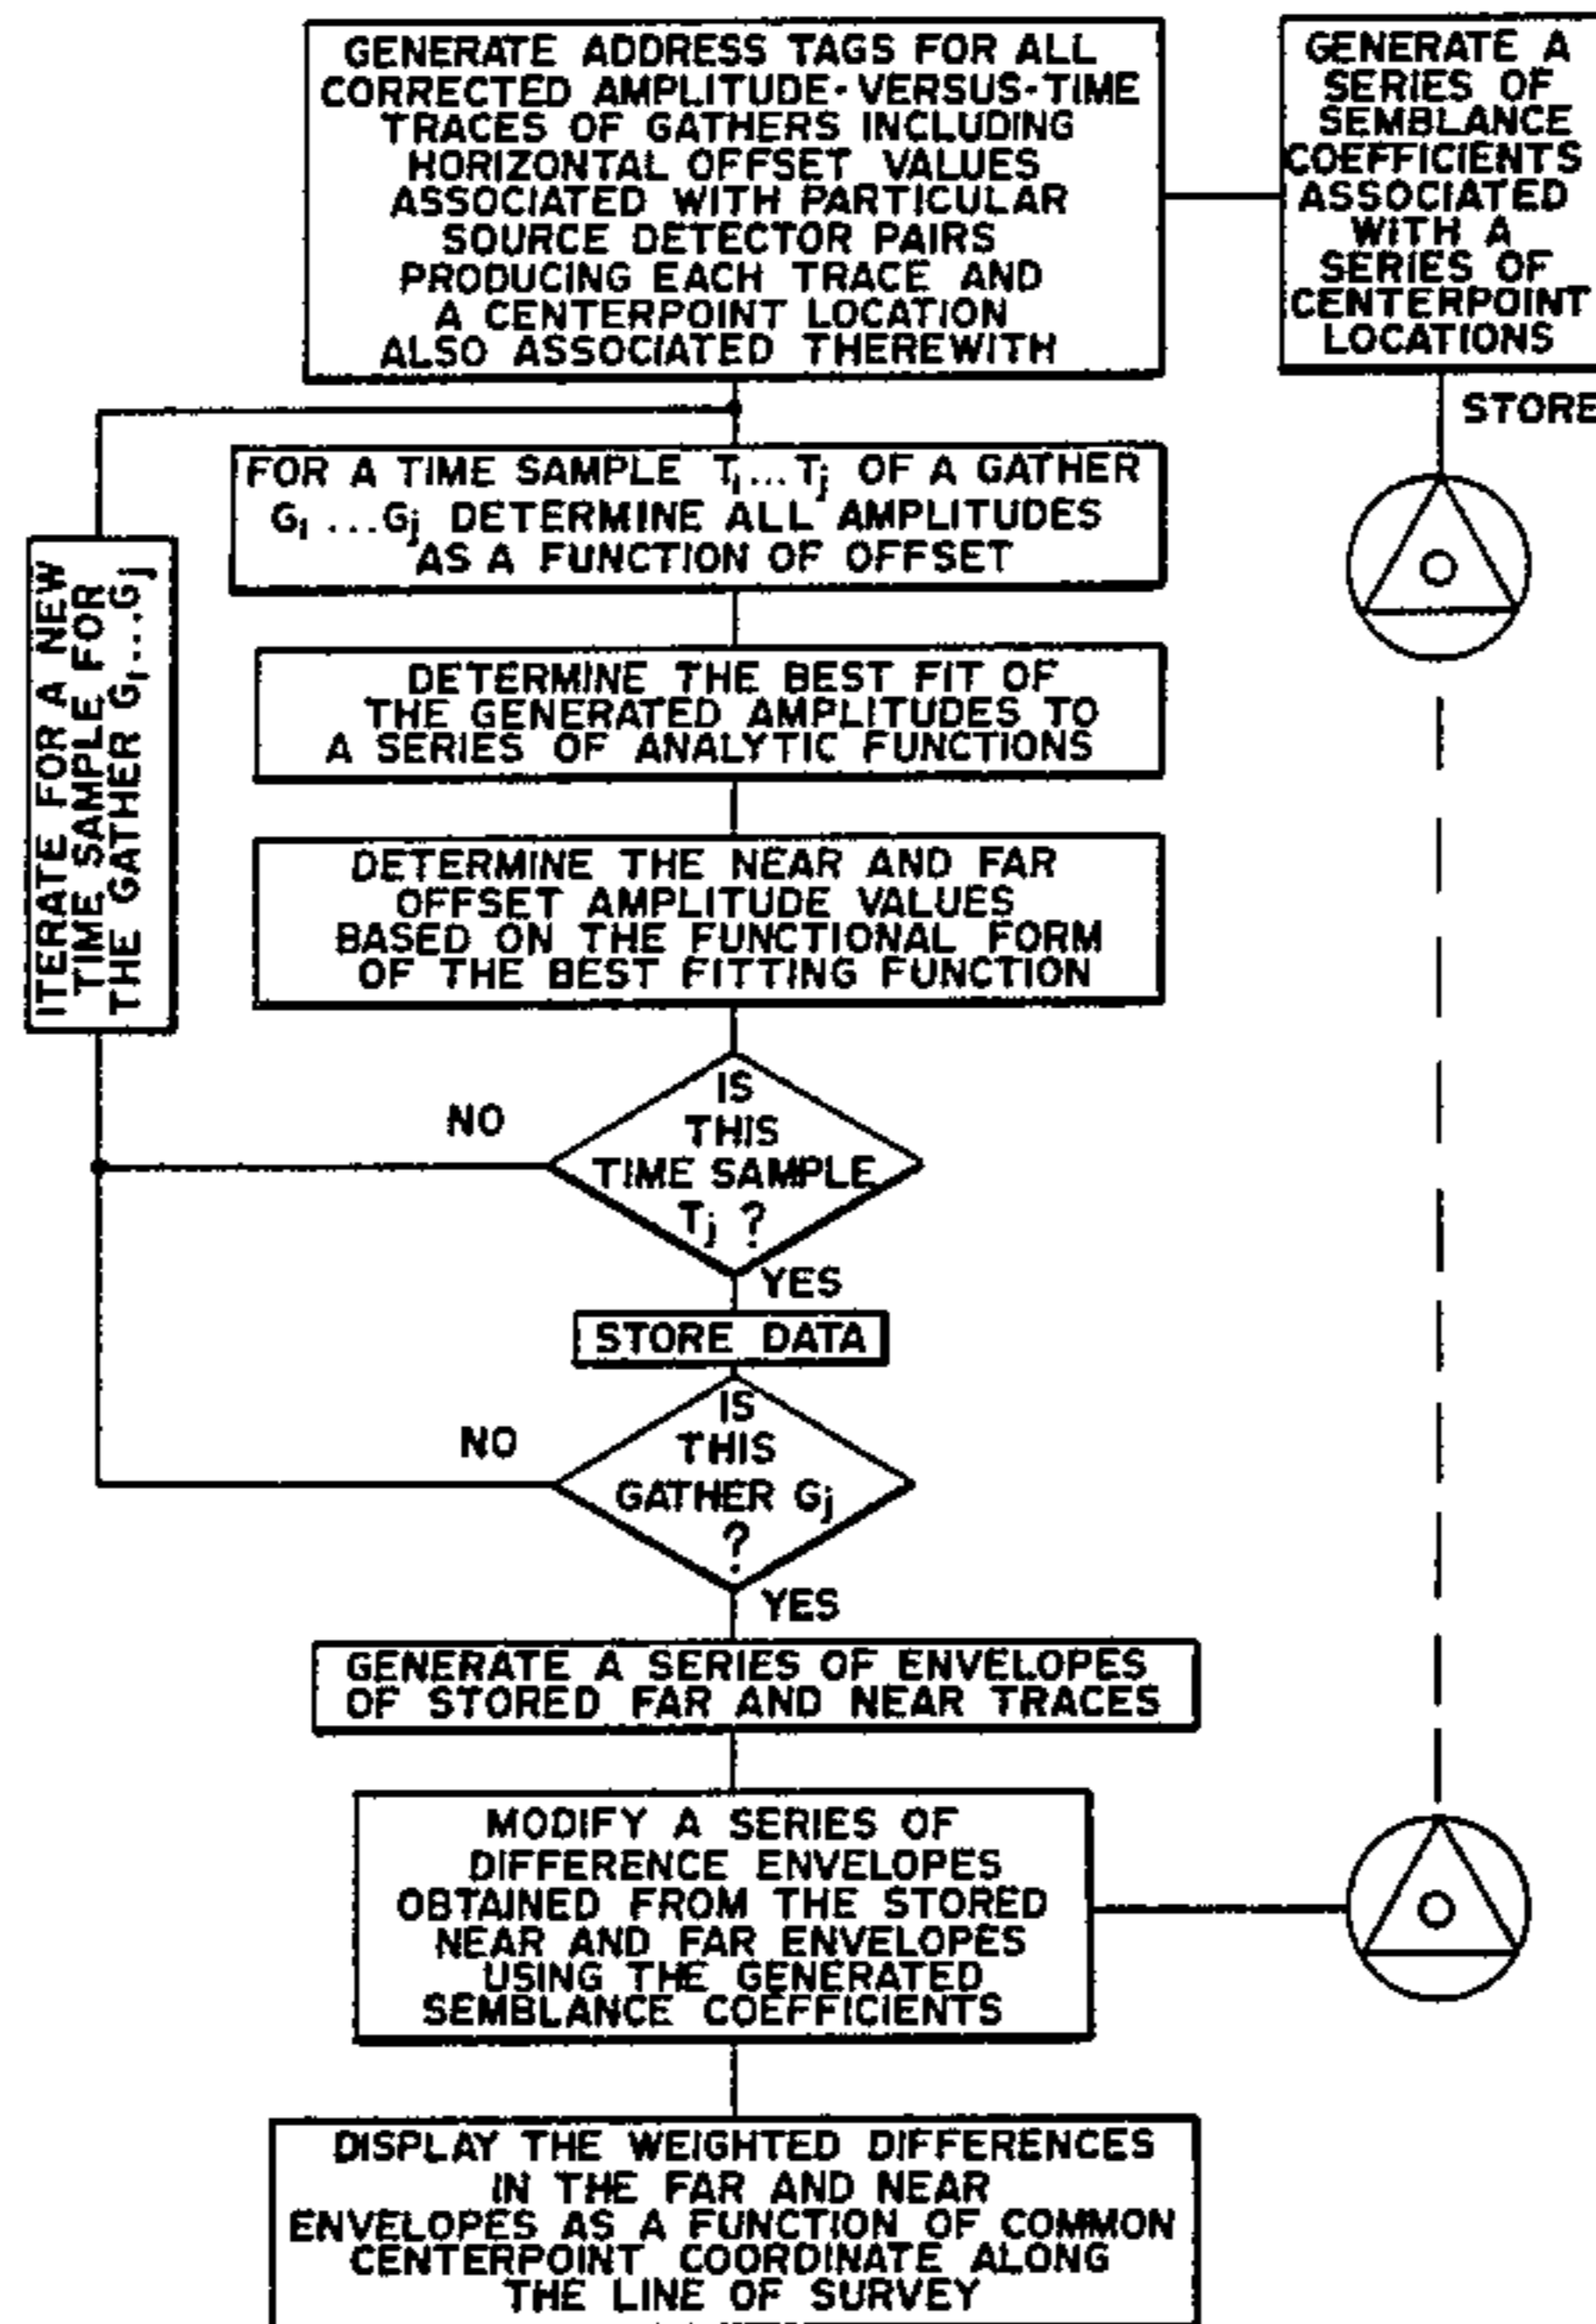 GENERATE ADDRESS TAGS FOR ALL
CORRECTED AMPLITUDE-VERSUS-TIME
TRACES OF GATHERS INCLUDING
HORIZONTAL OFFSET VALUES
ASSOCIATED WITH PARTICULAR
SOURCE DETECTOR PAIRS
PRODUCING EACH TRACE AND
A CENTERPOINT LOCATION
ALSO ASSOCIATED THEREWITH
GENERATE A
SERIES OF
SEMBLANCE
COEFFICIENTS
ASSOCIATED
WITH A
SERIES OF
CENTERPOINT
LOCATIONS
STORE
FOR A TIME SAMPLE T₁...Tⱼ OF A GATHER
G₁...Gⱼ DETERMINE ALL AMPLITUDES
AS A FUNCTION OF OFFSET
ITERATE FOR A NEW
TIME SAMPLE FOR
THE GATHER G₁...Gⱼ
DETERMINE THE BEST FIT OF
THE GENERATED AMPLITUDES TO
A SERIES OF ANALYTIC FUNCTIONS
DETERMINE THE NEAR AND FAR
OFFSET AMPLITUDE VALUES
BASED ON THE FUNCTIONAL FORM
OF THE BEST FITTING FUNCTION
NO
IS
THIS
TIME SAMPLE
Tⱼ ?
YES
STORE DATA
NO
IS
THIS
GATHER Gⱼ
?
YES
GENERATE A SERIES OF ENVELOPES
OF STORED FAR AND NEAR TRACES
MODIFY A SERIES OF
DIFFERENCE ENVELOPES
OBTAINED FROM THE STORED
NEAR AND FAR ENVELOPES
USING THE GENERATED
SEMBLANCE COEFFICIENTS
DISPLAY THE WEIGHTED DIFFERENCES
IN THE FAR AND NEAR
ENVELOPES AS A FUNCTION OF COMMON
CENTERPOINT COORDINATE ALONG
THE LINE OF SURVEY